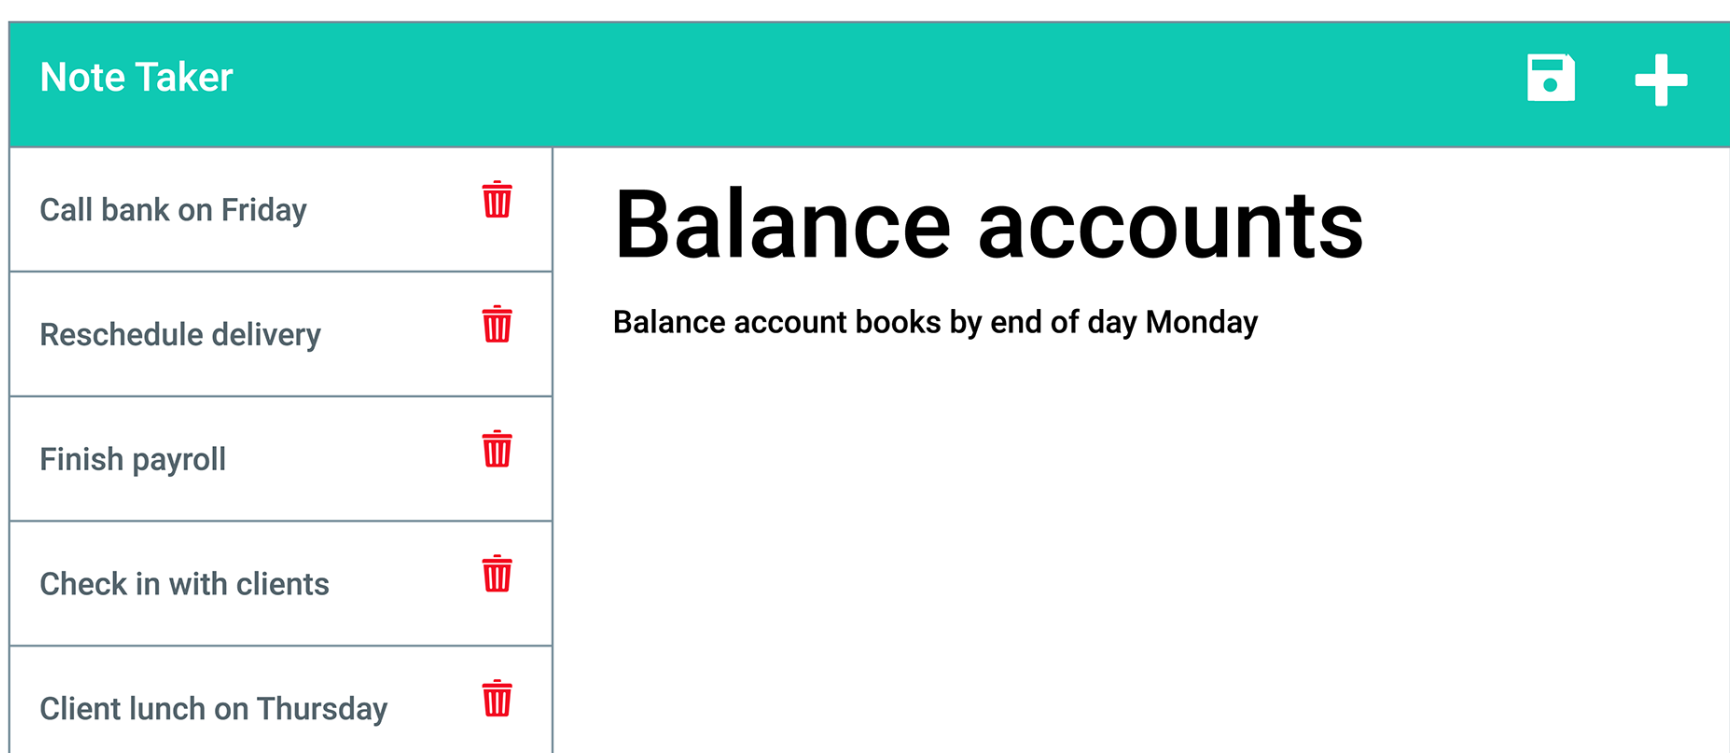 Note Taker
Call bank on Friday
Reschedule delivery
Finish payroll
Check in with clients
Client lunch on Thursday
Balance accounts
Balance account books by end of day Monday